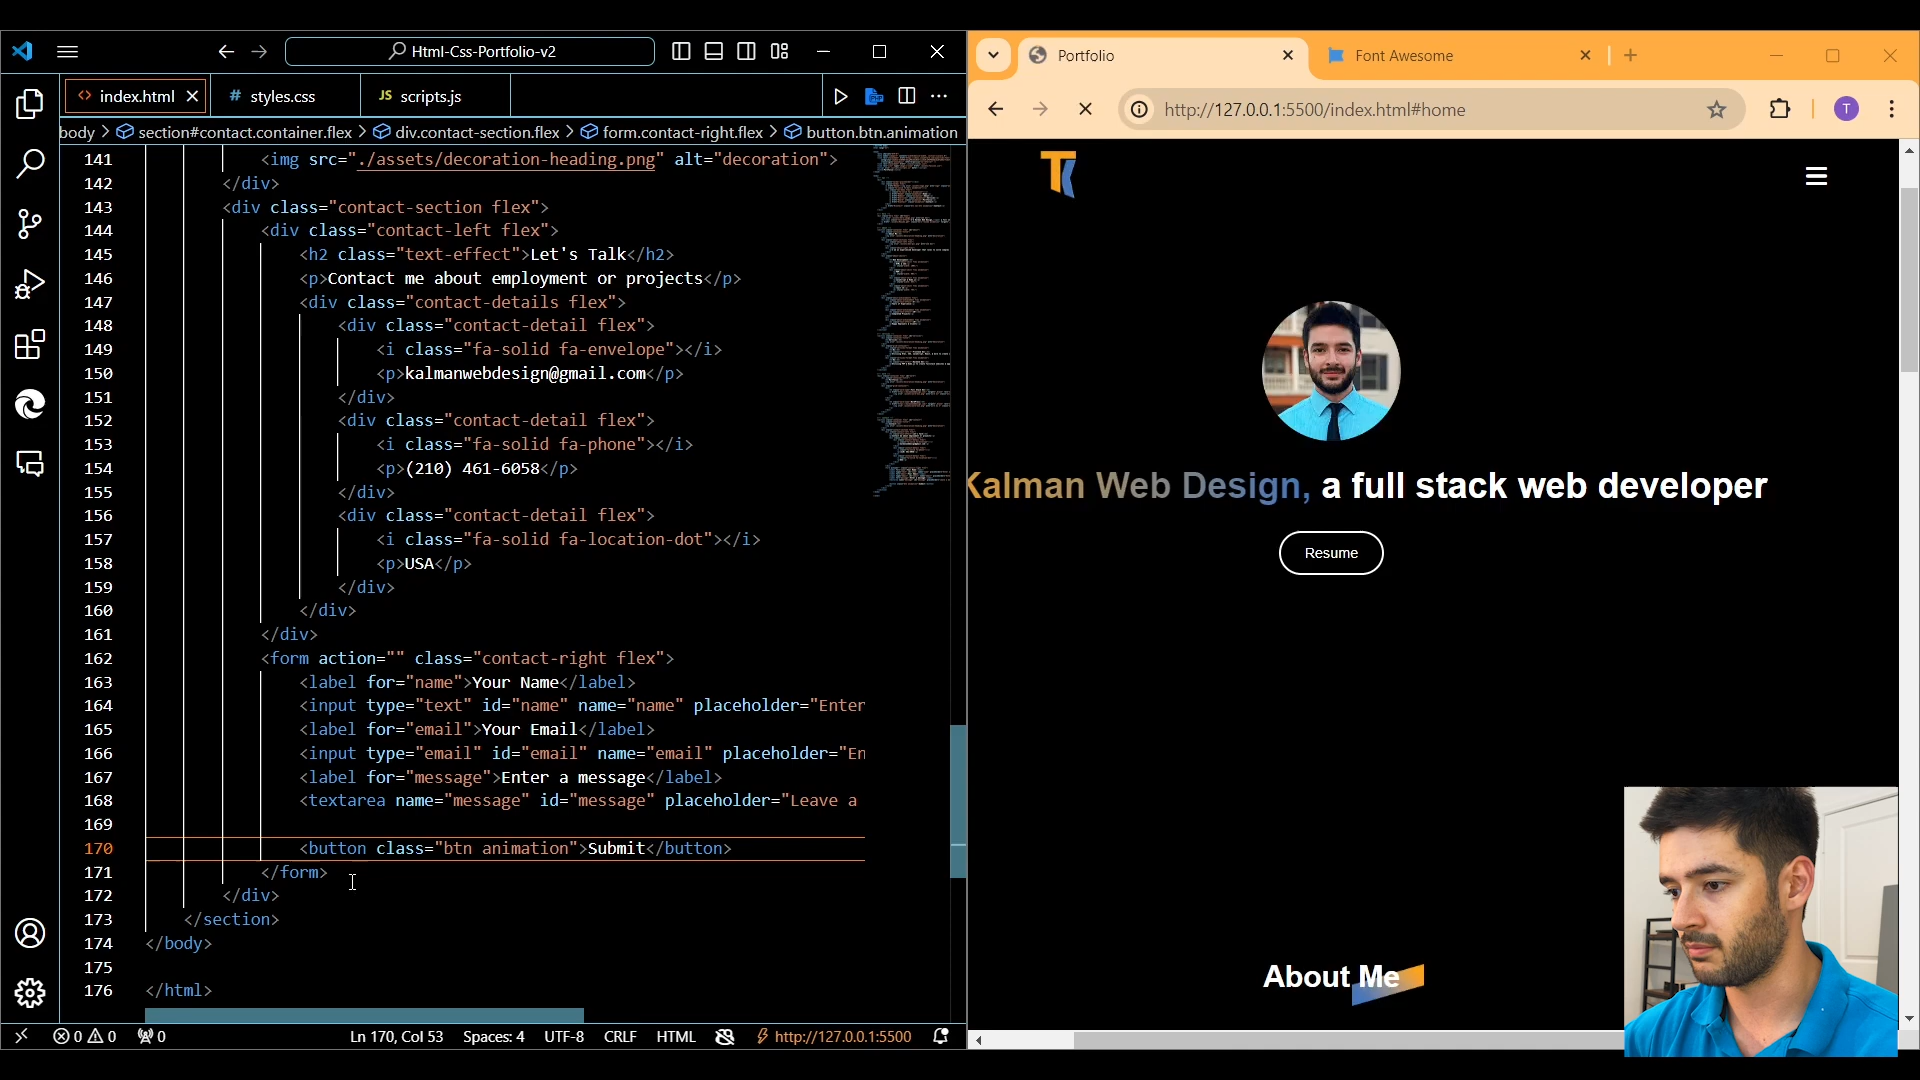 Html-Css-Portfolio-v2
index.html
# styles.css
JS scripts.js
body > section#contact.container.flex > div.contact-section.flex > form.contact-right.flex > button.btn.animation
141 <img src="./assets/decoration-heading.png" alt="decoration">
142 </div>
143 <div class="contact-section flex">
144 <div class="contact-left flex">
145 <h2 class="text-effect">Let's Talk</h2>
146 <p>Contact me about employment or projects</p>
147 <div class="contact-details flex">
148 <div class="contact-detail flex">
149 <i class="fa-solid fa-envelope"></i>
150 <p>kalmanwebdesign@gmail.com</p>
151 </div>
152 <div class="contact-detail flex">
153 <i class="fa-solid fa-phone"></i>
154 <p>(210) 461-6058</p>
155 </div>
156 <div class="contact-detail flex">
157 <i class="fa-solid fa-location-dot"></i>
158 <p>USA</p>
159 </div>
160 </div>
161 </div>
162 <form action="" class="contact-right flex">
163 <label for="name">Your Name</label>
164 <input type="text" id="name" name="name" placeholder="Enter
165 <label for="email">Your Email</label>
166 <input type="email" id="email" name="email" placeholder="En
167 <label for="message">Enter a message</label>
168 <textarea name="message" id="message" placeholder="Leave a
169
170 <button class="btn animation">Submit</button>
171 </form>
172 </div>
173 </section>
174 </body>
175
176 </html>
0 0 0 Ln 170, Col 53 Spaces: 4 UTF-8 CRLF HTML http://127.0.0.1:5500
Portfolio
Font Awesome
http://127.0.0.1:5500/index.html#home
T
TK
Kalman Web Design, a full stack web developer
Resume
About Me